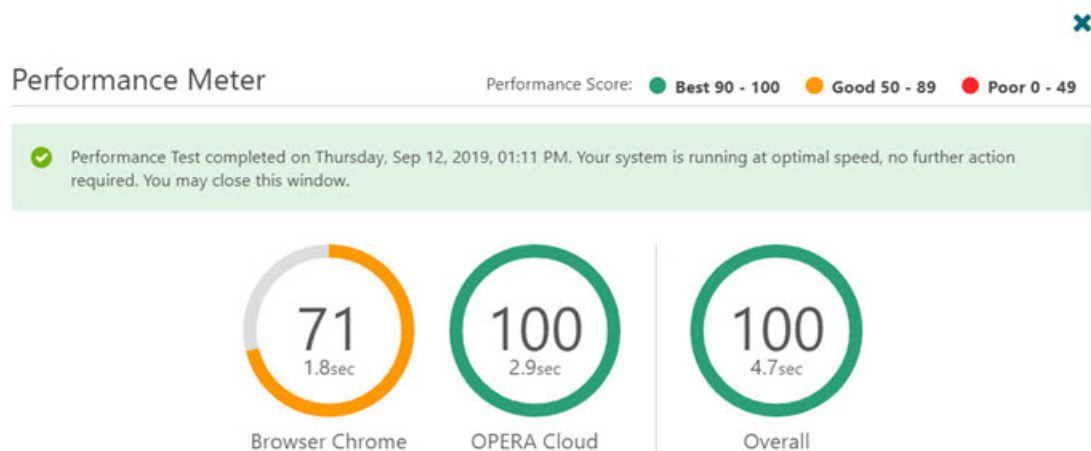 Performance Meter
Performance Score: Best 90 - 100 Good 50 - 89 Poor 0 - 49
Performance Test completed on Thursday, Sep 12, 2019, 01:11 PM. Your system is running at optimal speed, no further action
required. You may close this window.
71 100 100
1.8sec 2.9sec 4.7sec
Browser Chrome OPERA Cloud Overall